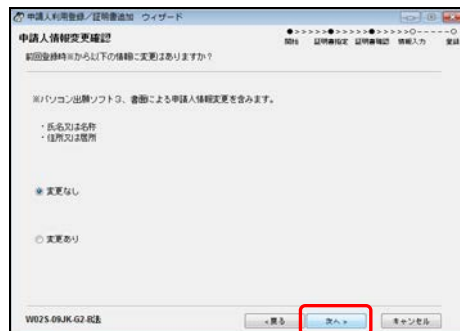 申請人利用登録/証明書追加 ウィザード
申請人情報変更確認
●>>>>>●>>>>>●>>>>>○-----○
開始 証明書指定 証明書確認 情報入力 登録
前回登録時※から以下の情報に変更はありますか?
※パソコン出願ソフト3、書面による申請人情報変更を含みます。
・氏名又は名称
・住所又は居所
変更なし
変更あり
W02S-09JK-G2-R法
<戻る 次へ> キャンセル